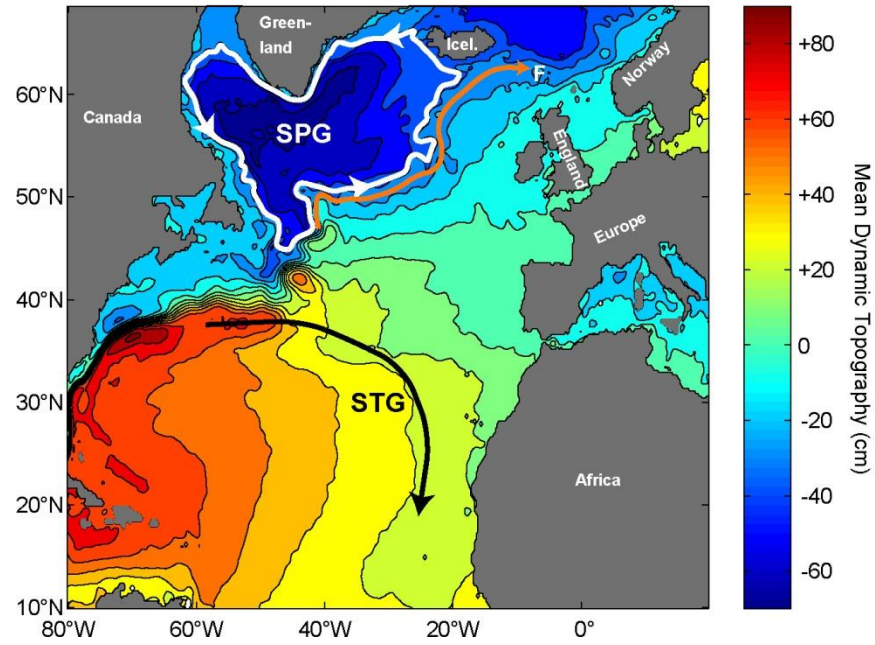 Green-
land
Icel.
Norway
Canada
F
SPG
England
Europe
STG
Africa
60°N
50°N
40°N
30°N
20°N
10°N
80°W
60°W
40°W
20°W
0°
+80
+60
+40
+20
0
-20
-40
-60
Mean Dynamic Topography (cm)